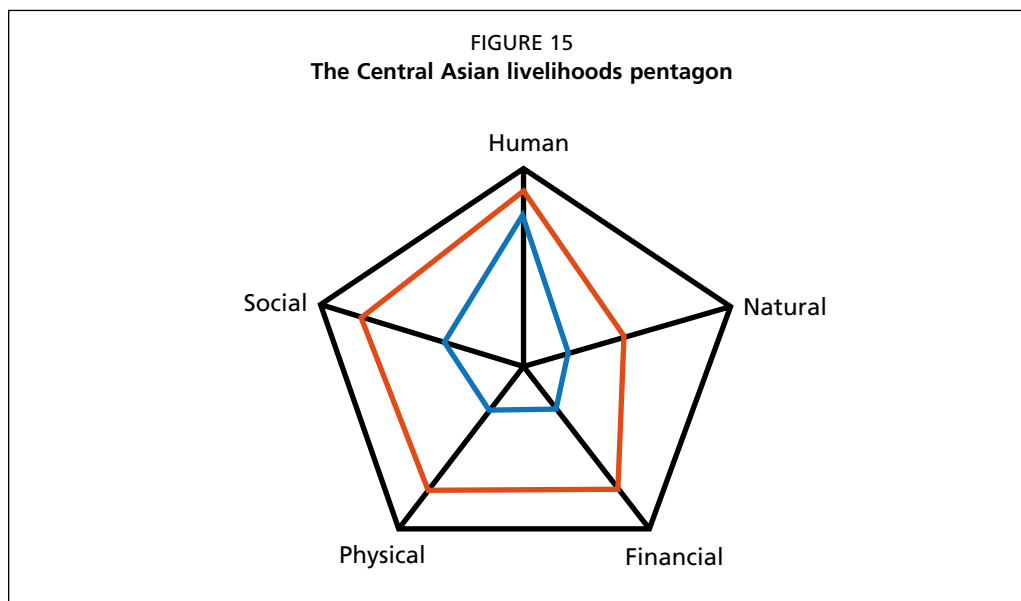 FIGURE 15
The Central Asian livelihoods pentagon
Human
Social
Natural
Physical
Financial